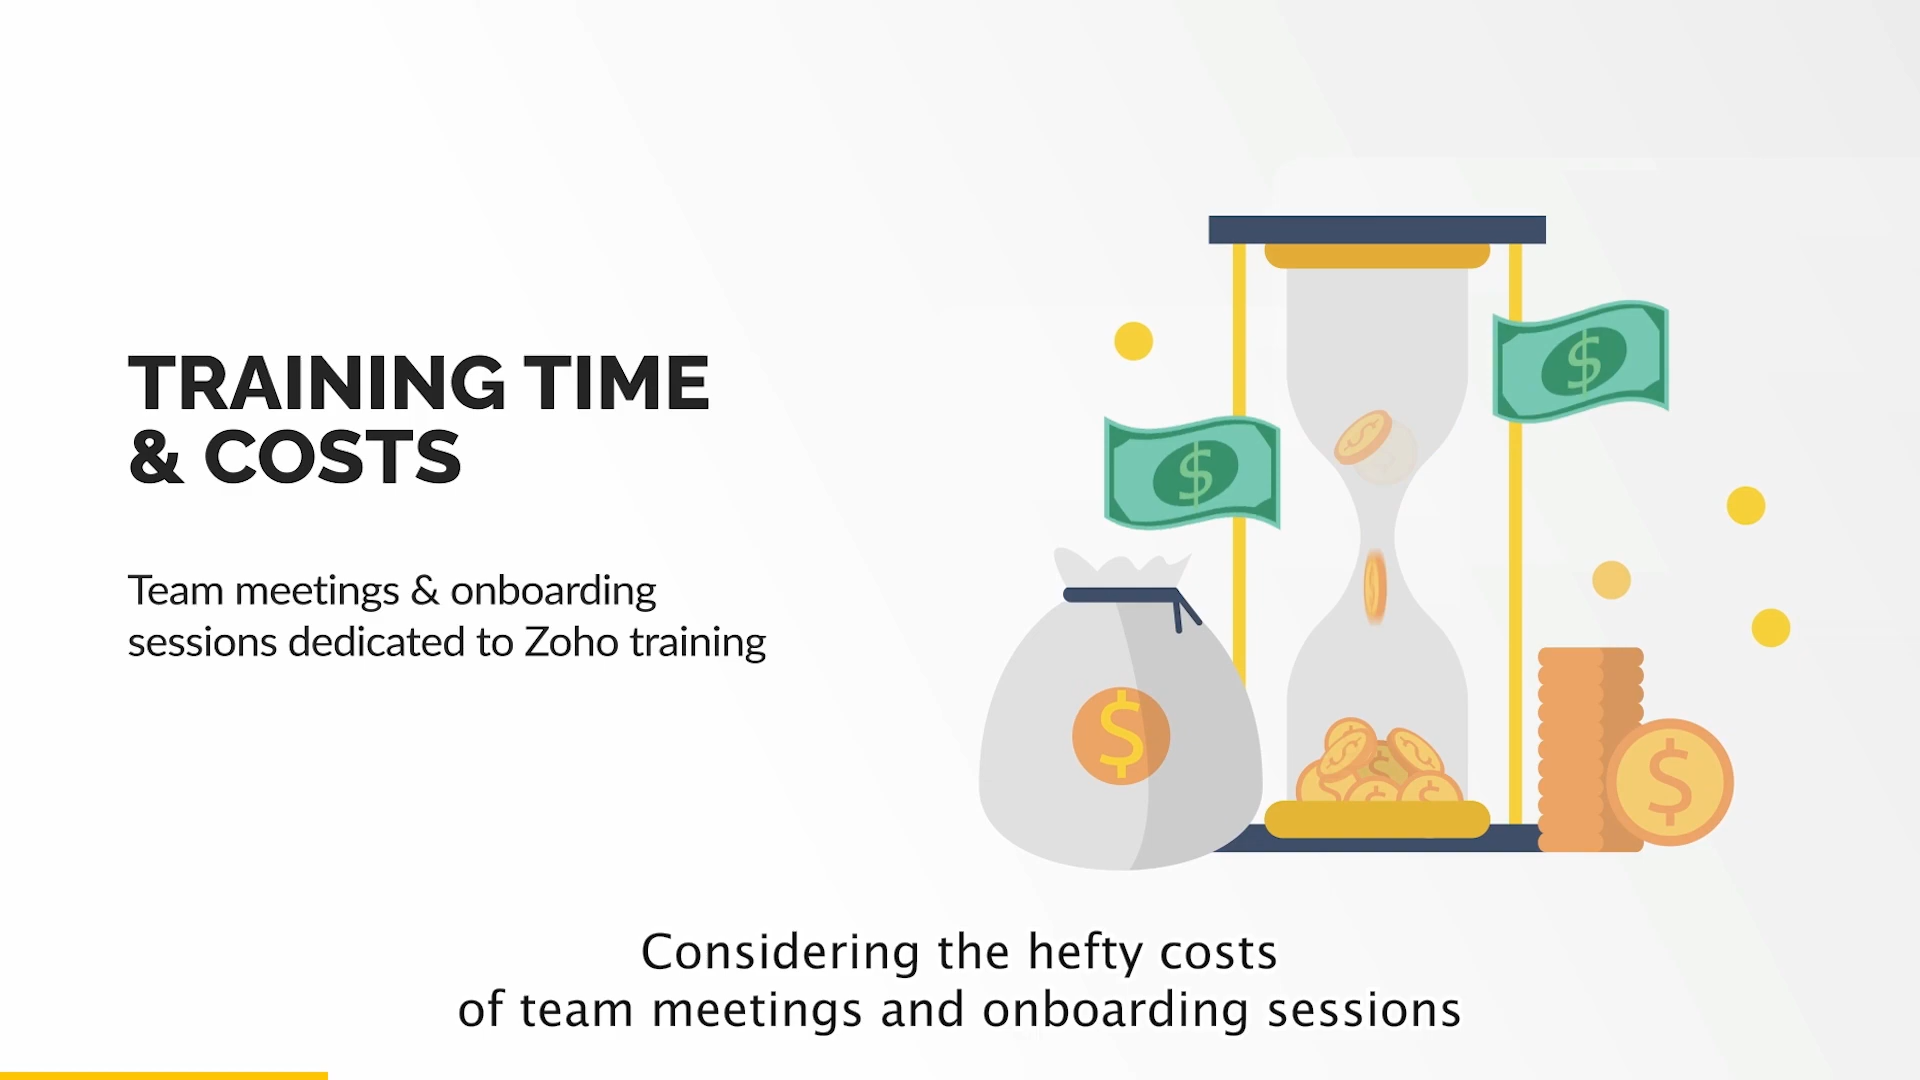 TRAINING TIME
& COSTS
Team meetings & onboarding
sessions dedicated to Zoho training
$
$
$
$
Considering the hefty costs
of team meetings and onboarding sessions